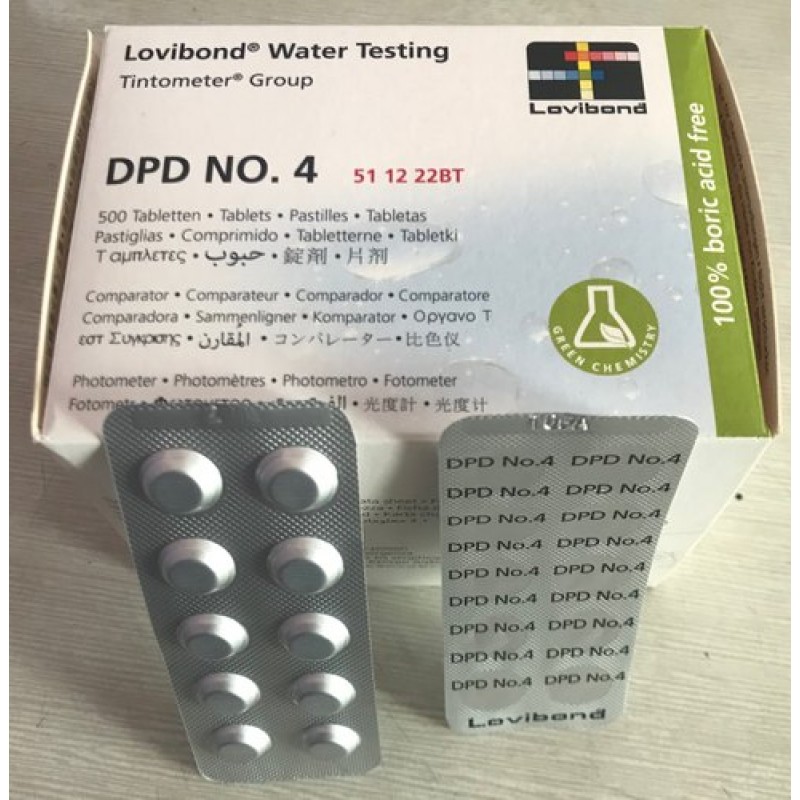 Lovibond® Water Testing
Tintometer® Group
Lovibond
DPD NO. 4 51 12 22BT
500 Tabletten • Tablets • Pastilles • Tabletas
Pastiglias • Comprimido • Tabletterne • Tabletki
Ταμπλετες • حبوب • 錠剤 • 片剂
Comparator • Comparateur • Comparador • Comparatore
Comparadora • Sammenligner • Komparator • Οργανο Τ
εστ Συγκρισης • المُقارن • コンパレーター • 比色仪
Photometer • Photomètres • Photometro • Fotometer
光度計 • 光度计
100% boric acid free
GREEN CHEMISTRY
DPD No.4 DPD No.4
DPD No.4 DPD No.4
DPD No.4 DPD No.4
DPD No.4 DPD No.4
DPD No.4 DPD No.4
DPD No.4 DPD No.4
DPD No.4 DPD No.4
DPD No.4 DPD No.4
DPD No.4 DPD No.4
Lovibond